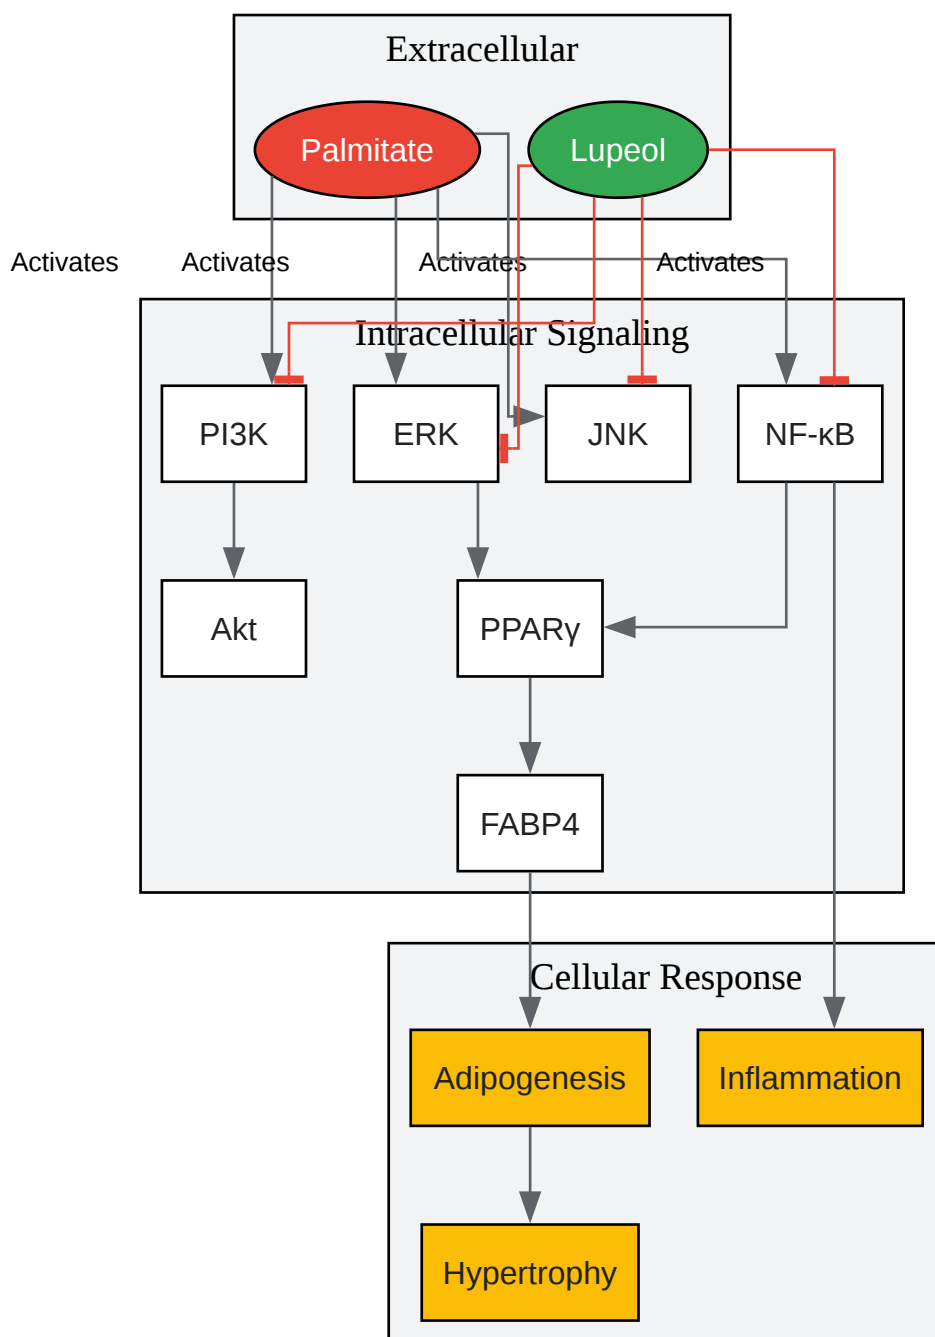 Extracellular
Palmitate
Lupeol
Activates
Activates
Activates
Activates
Intracellular Signaling
PI3K
ERK
JNK
NF-κB
Akt
PPARγ
FABP4
Cellular Response
Adipogenesis
Inflammation
Hypertrophy